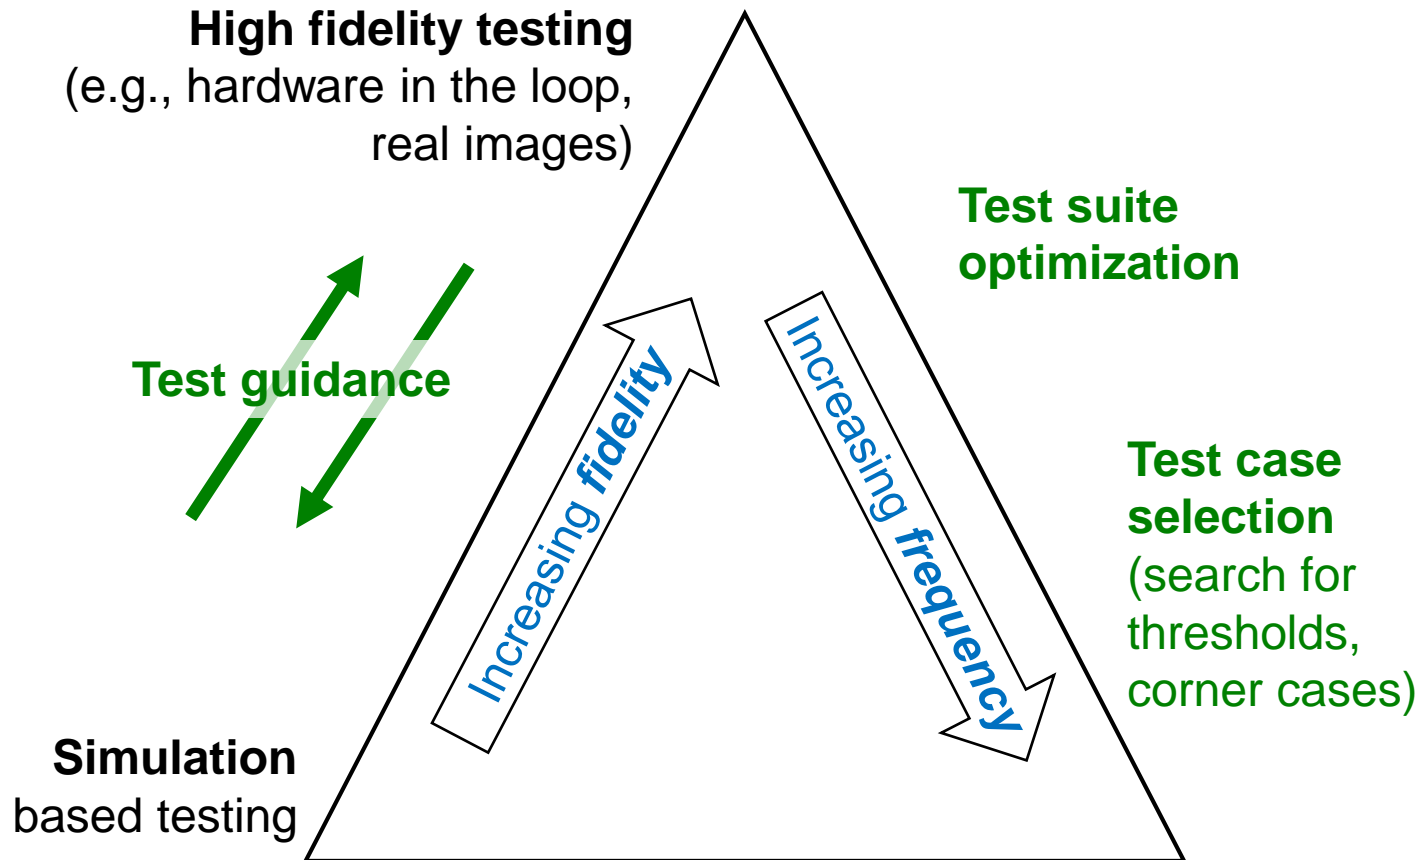 High fidelity testing
(e.g., hardware in the loop,
real images)
Test suite
optimization
Test guidance
Increasing fidelity
Increasing frequency
Test case
selection
(search for
thresholds,
corner cases)
Simulation
based testing